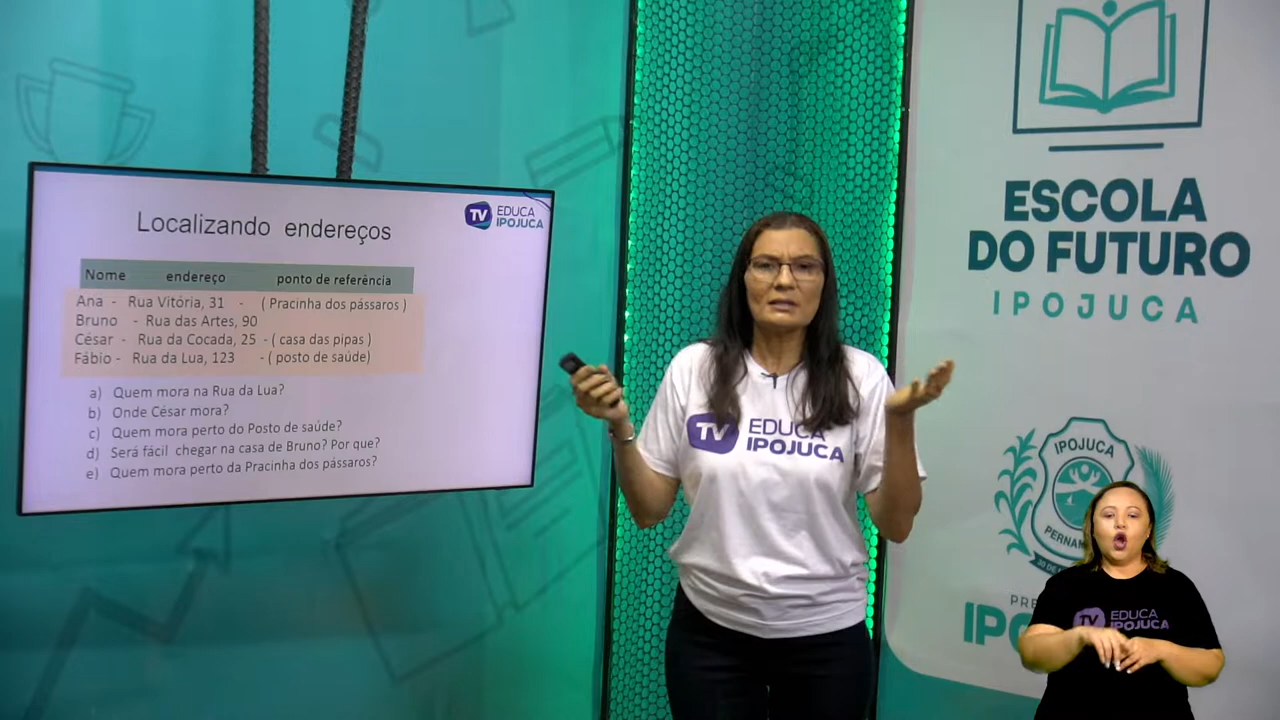 Localizando endereços
TV EDUCA
IPOJUCA
Nome endereço ponto de referência
Ana - Rua Vitória, 31 - ( Pracinha dos pássaros )
Bruno - Rua das Artes, 90
César - Rua da Cocada, 25 - ( casa das pipas )
Fábio - Rua da Lua, 123 - ( posto de saúde)
a) Quem mora na Rua da Lua?
b) Onde César mora?
c) Quem mora perto do Posto de saúde?
d) Será fácil chegar na casa de Bruno? Por que?
e) Quem mora perto da Pracinha dos pássaros?
TV EDUCA
IPOJUCA
ESCOLA
DO FUTURO
IPOJUCA
IPOJUCA
TV EDUCA
IPOJUCA